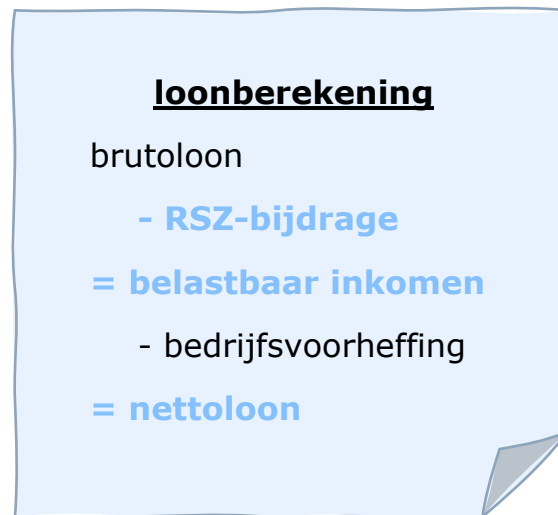 loonberekening
brutoloon
- RSZ-bijdrage
= belastbaar inkomen
- bedrijfsvoorheffing
= nettoloon